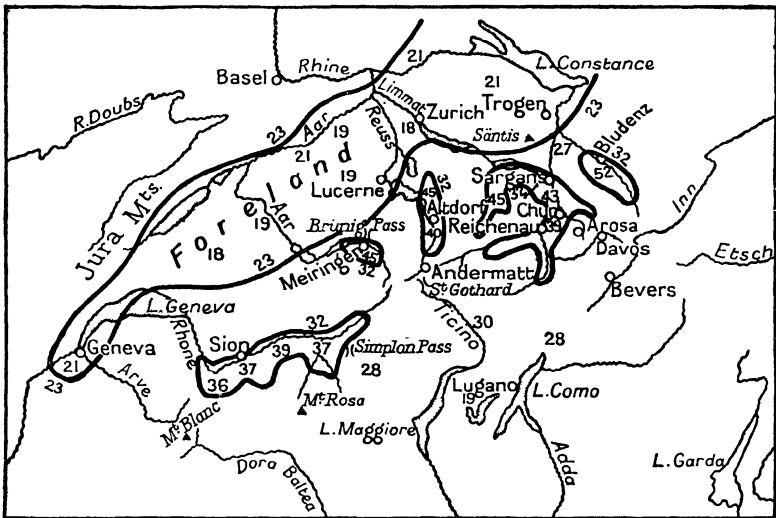 21
Basel
Rhine
L. Constance
R. Doubs
Limmat
21
Zurich
Trogen
23
Aar
19
Reuss
18
Säntis
27
Bludenz
32
52
23
21
19
Lucerne
32
45
Sargans
43
45
Altdorf
Chur
Inn
Jura Mts.
Foreland
Aar
19
Brünig Pass
40
Reichenau
39
Arosa
Davos
Etsch
18
23
Meiringen
45
32
Andermatt
St Gothard
Bevers
L. Geneva
Rhone
Ticino
30
Geneva
21
23
Arve
Sion
32
37
39
37
36
Simplon Pass
28
28
Lugano
19
L. Como
Mt Rosa
Mt Blanc
L. Maggiore
Dora Baltea
Adda
L. Garda